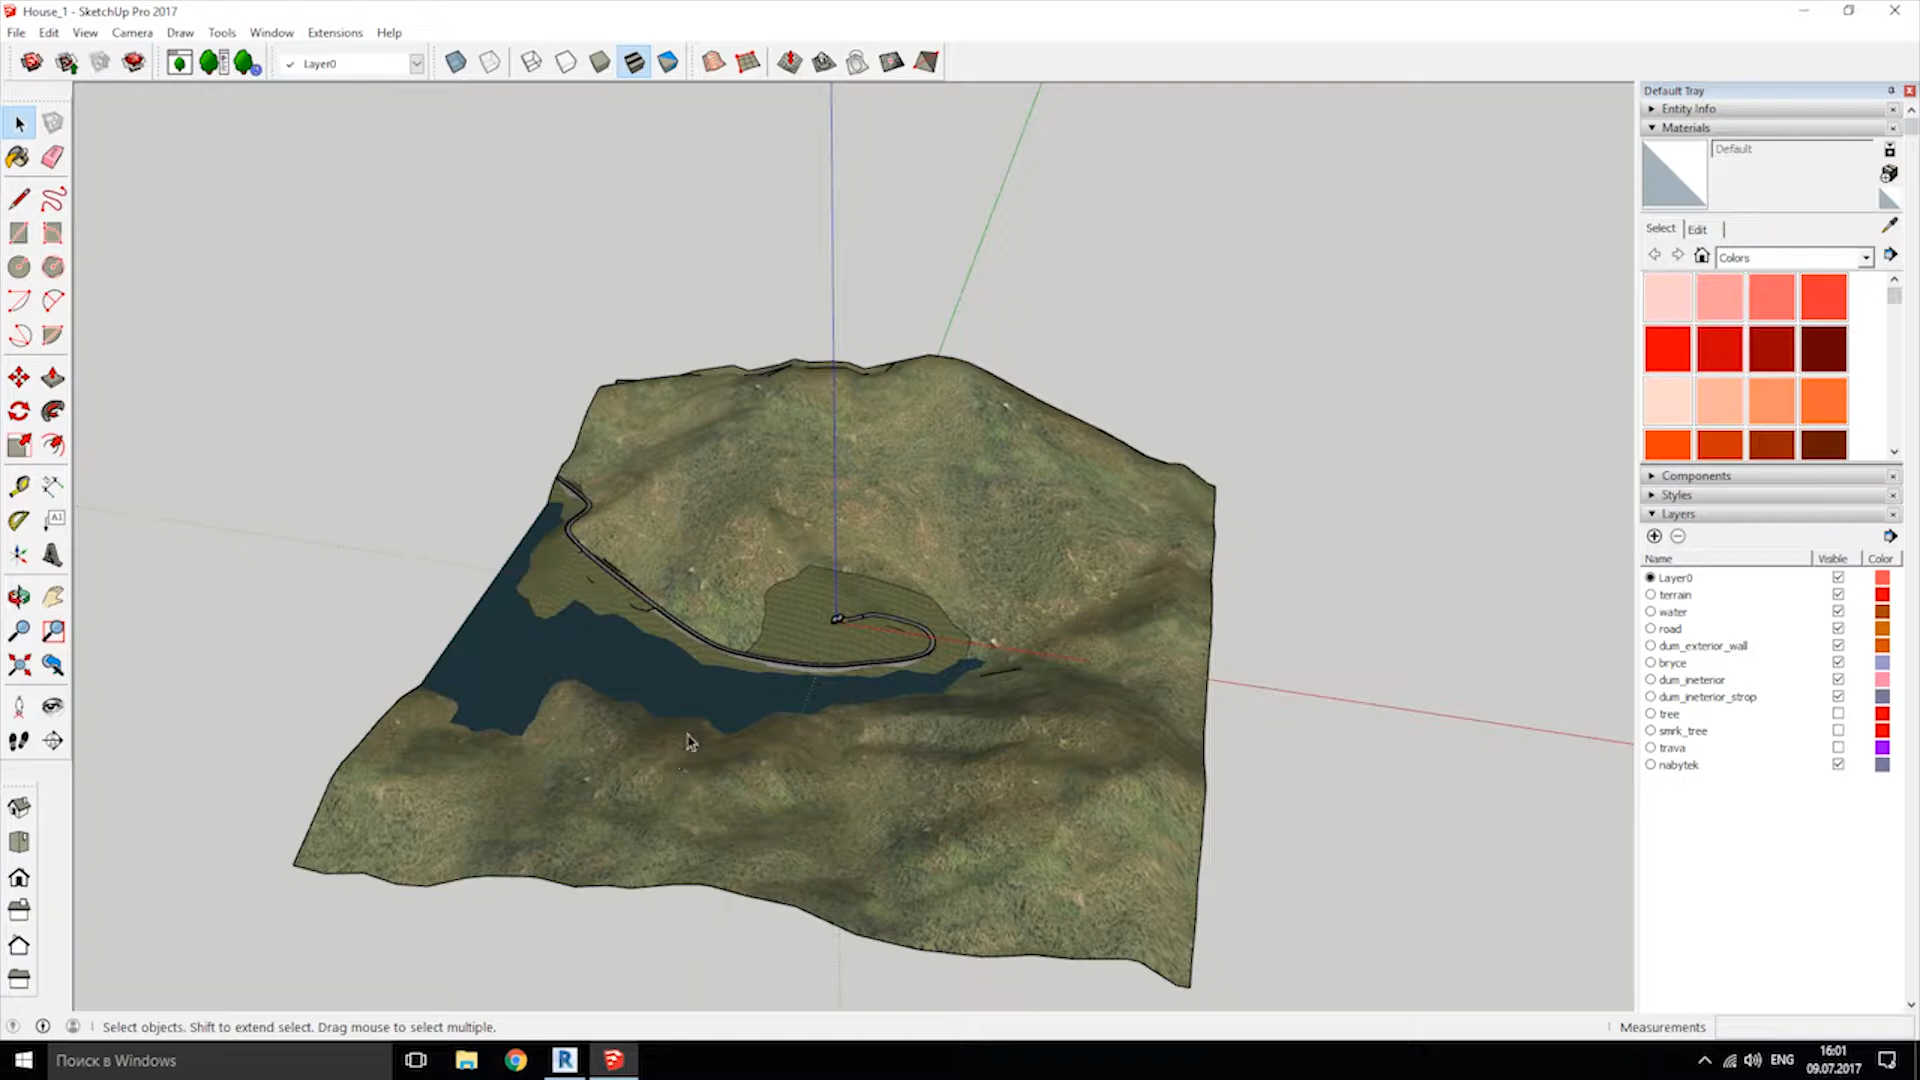 House_1 - SketchUp Pro 2017
File Edit View Camera Draw Tools Window Extensions Help
Layer0
Default Tray
Entity Info
Materials
Default
Select Edit
Colors
Components
Styles
Layers
Name Visible Color
Layer0
terrain
water
road
dum_exterior_wall
bryce
dum_ineterior
dum_ineterior_strop
tree
smrk_tree
trava
nabytek
A1
Select objects. Shift to extend select. Drag mouse to select multiple.
Measurements
Поиск в Windows
R
ENG
16:01
09.07.2017